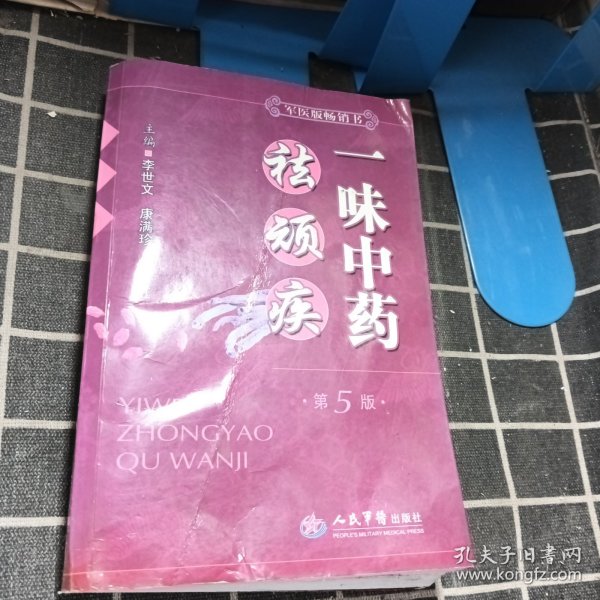 军医版畅销书
一味中药
祛顽疾
主编 李世文 康满珍
·第5版·
YIWEI
ZHONGYAO
QU WANJI
人民军医出版社
PEOPLE'S MILITARY MEDICAL PRESS
孔夫子旧书网
www.kongfz.com